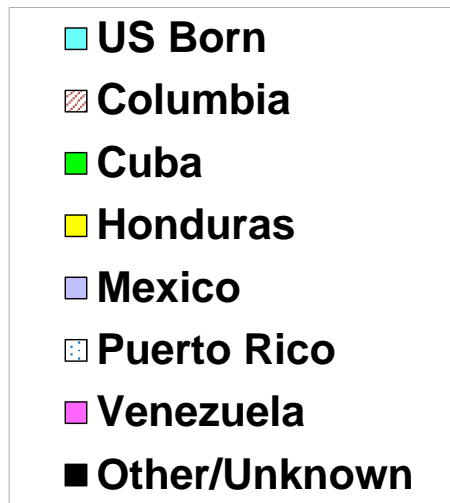 US Born
Columbia
Cuba
Honduras
Mexico
Puerto Rico
Venezuela
Other/Unknown